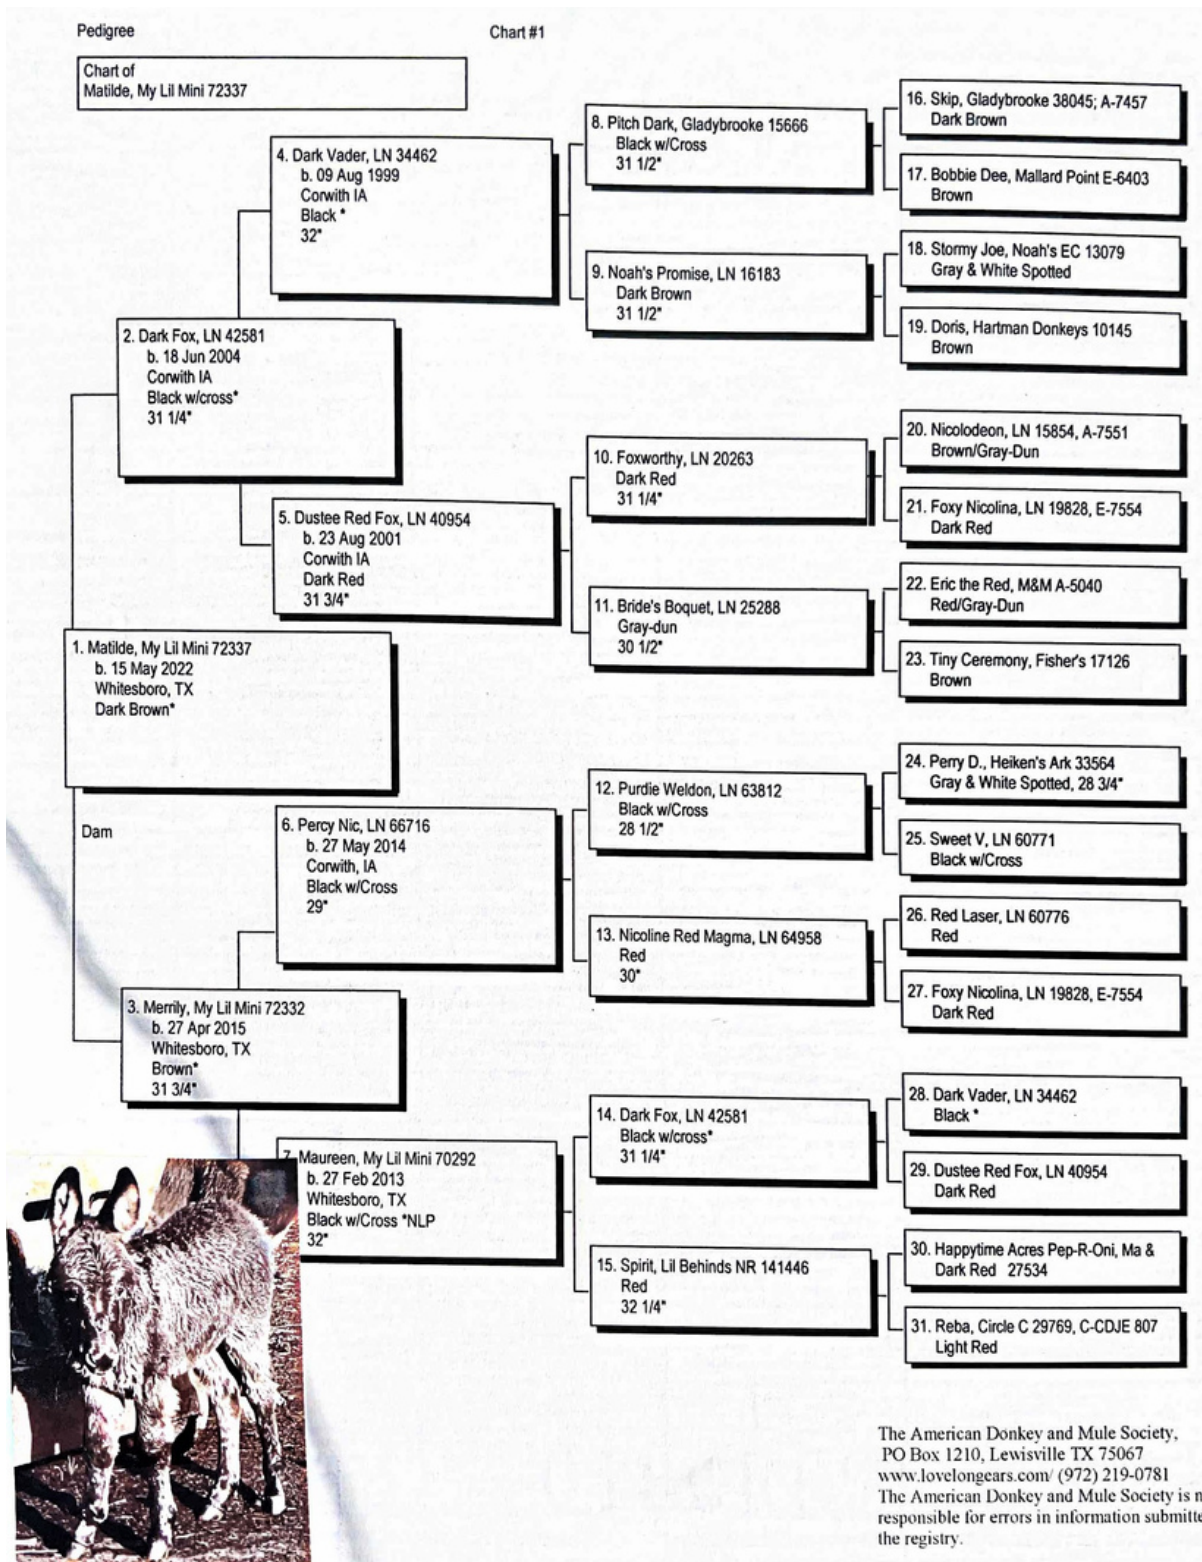 Pedigree
Chart #1
Chart of
Matilde, My Lil Mini 72337
1. Matilde, My Lil Mini 72337
b. 15 May 2022
Whitesboro, TX
Dark Brown*
2. Dark Fox, LN 42581
b. 18 Jun 2004
Corwith IA
Black w/cross*
31 1/4"
Dam
3. Merrily, My Lil Mini 72332
b. 27 Apr 2015
Whitesboro, TX
Brown*
31 3/4"
4. Dark Vader, LN 34462
b. 09 Aug 1999
Corwith IA
Black *
32"
5. Dustee Red Fox, LN 40954
b. 23 Aug 2001
Corwith IA
Dark Red
31 3/4"
6. Percy Nic, LN 66716
b. 27 May 2014
Corwith, IA
Black w/Cross
29"
7. Maureen, My Lil Mini 70292
b. 27 Feb 2013
Whitesboro, TX
Black w/Cross *NLP
32"
8. Pitch Dark, Gladybrooke 15666
Black w/Cross
31 1/2"
9. Noah's Promise, LN 16183
Dark Brown
31 1/2"
10. Foxworthy, LN 20263
Dark Red
31 1/4"
11. Bride's Boquet, LN 25288
Gray-dun
30 1/2"
12. Purdie Weldon, LN 63812
Black w/Cross
28 1/2"
13. Nicoline Red Magma, LN 64958
Red
30"
14. Dark Fox, LN 42581
Black w/cross*
31 1/4"
15. Spirit, Lil Behinds NR 141446
Red
32 1/4"
16. Skip, Gladybrooke 38045; A-7457
Dark Brown
17. Bobbie Dee, Mallard Point E-6403
Brown
18. Stormy Joe, Noah's EC 13079
Gray & White Spotted
19. Doris, Hartman Donkeys 10145
Brown
20. Nicolodeon, LN 15854, A-7551
Brown/Gray-Dun
21. Foxy Nicolina, LN 19828, E-7554
Dark Red
22. Eric the Red, M&M A-5040
Red/Gray-Dun
23. Tiny Ceremony, Fisher's 17126
Brown
24. Perry D., Heiken's Ark 33564
Gray & White Spotted, 28 3/4"
25. Sweet V, LN 60771
Black w/Cross
26. Red Laser, LN 60776
Red
27. Foxy Nicolina, LN 19828, E-7554
Dark Red
28. Dark Vader, LN 34462
Black *
29. Dustee Red Fox, LN 40954
Dark Red
30. Happytime Acres Pep-R-Oni, Ma &
Dark Red 27534
31. Reba, Circle C 29769, C-CDJE 807
Light Red
The American Donkey and Mule Society,
PO Box 1210, Lewisville TX 75067
www.lovelongears.com/ (972) 219-0781
The American Donkey and Mule Society is n
responsible for errors in information submitte
the registry.